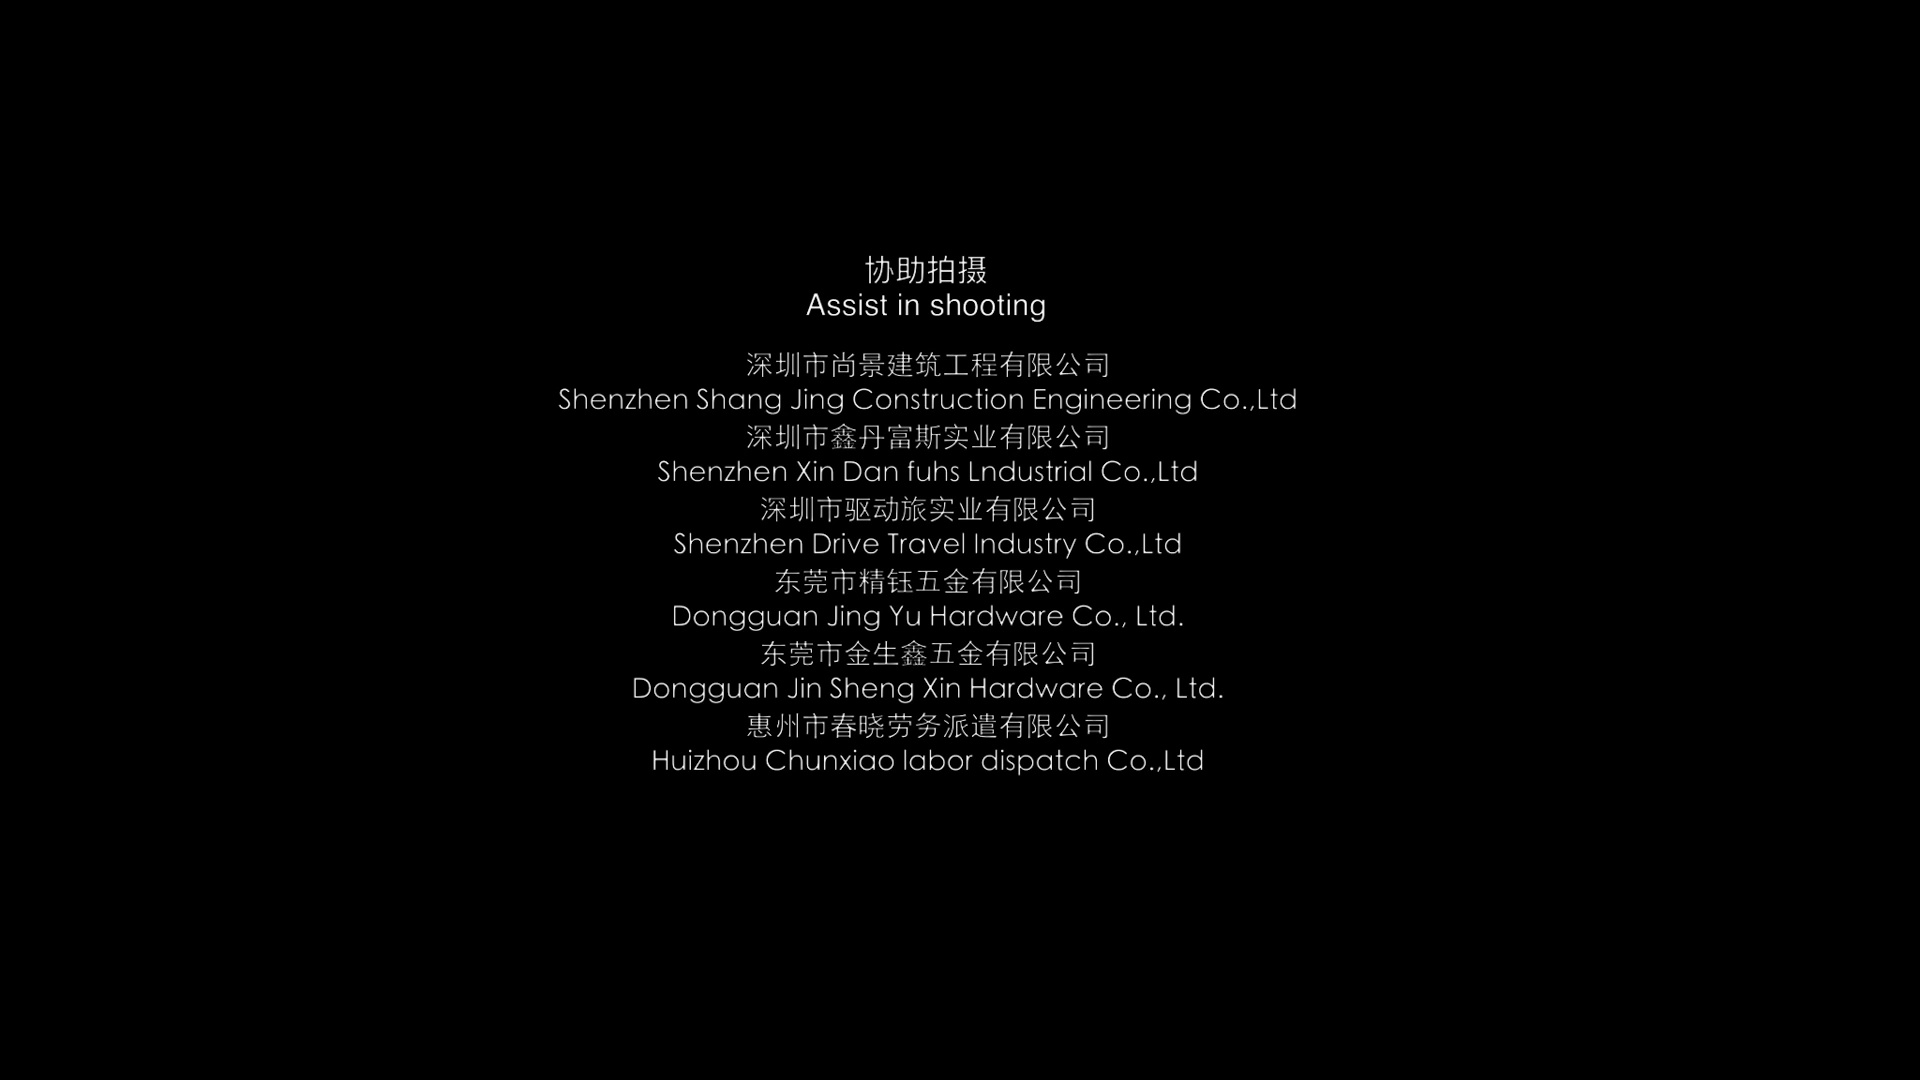 协助拍摄
Assist in shooting
深圳市尚景建筑工程有限公司
Shenzhen Shang Jing Construction Engineering Co.,Ltd
深圳市鑫丹富斯实业有限公司
Shenzhen Xin Dan fuhs Lndustrial Co.,Ltd
深圳市驱动旅实业有限公司
Shenzhen Drive Travel Industry Co.,Ltd
东莞市精钰五金有限公司
Dongguan Jing Yu Hardware Co., Ltd.
东莞市金生鑫五金有限公司
Dongguan Jin Sheng Xin Hardware Co., Ltd.
惠州市春晓劳务派遣有限公司
Huizhou Chunxiao labor dispatch Co.,Ltd